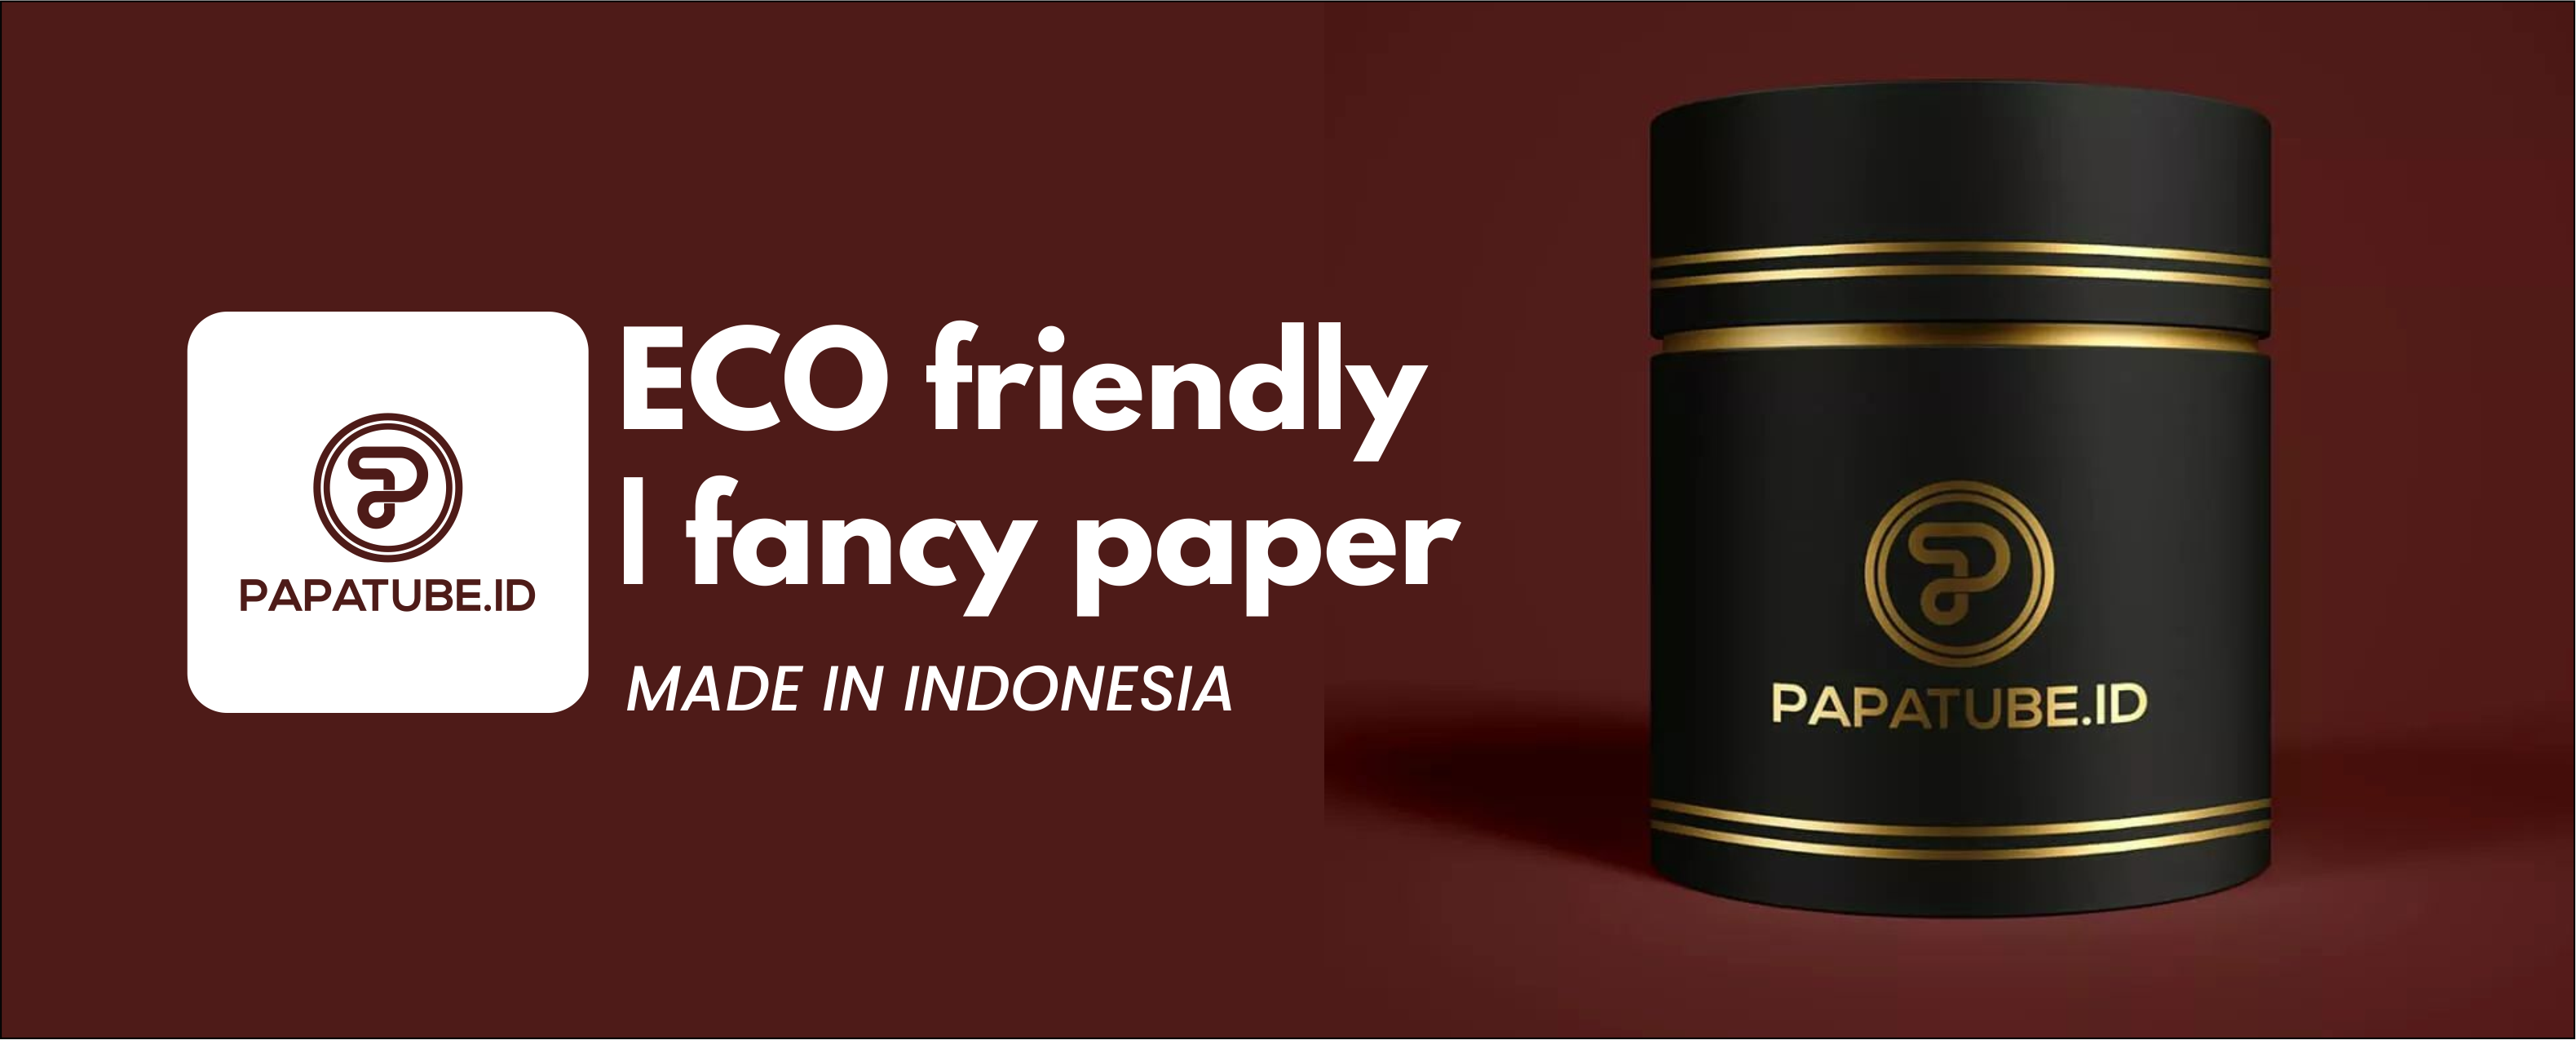 PAPATUBE.ID
ECO friendly
| fancy paper
MADE IN INDONESIA
PAPATUBE.ID